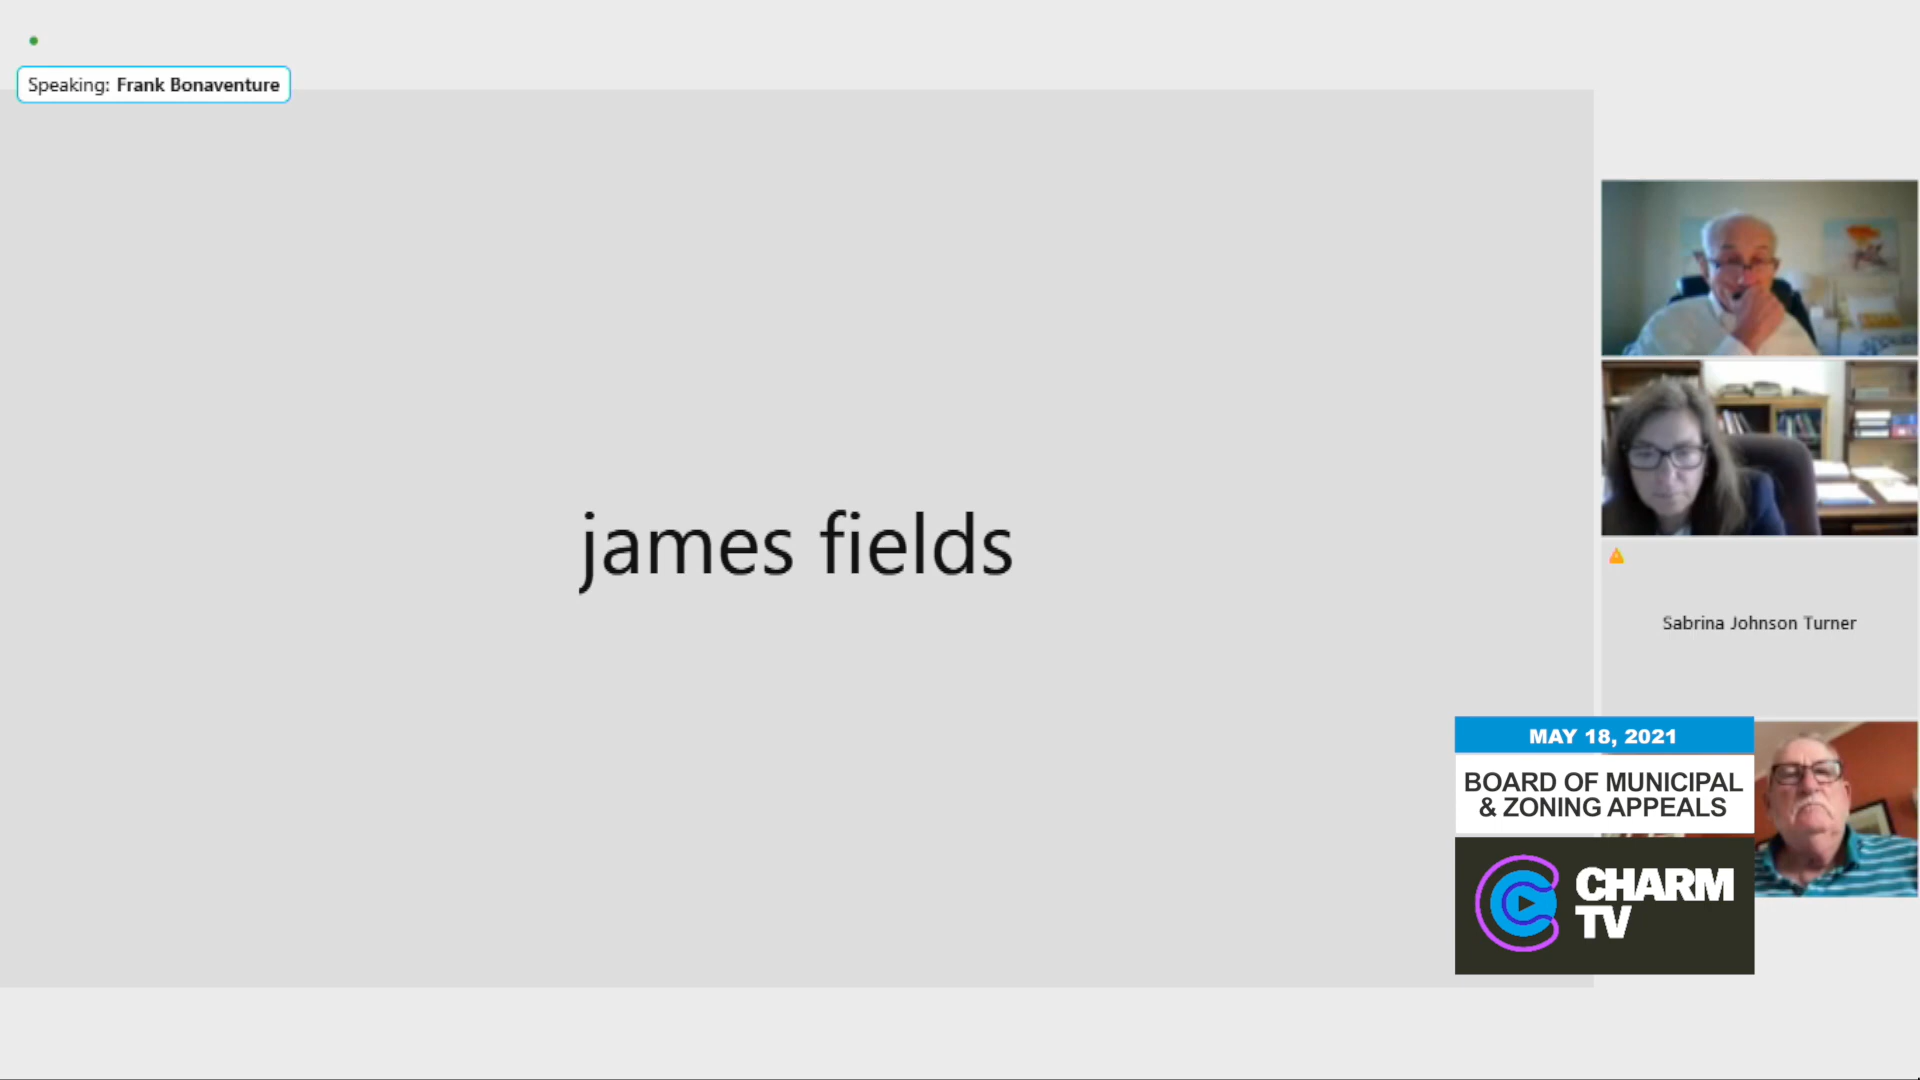 Speaking: Frank Bonaventure
james fields
Sabrina Johnson Turner
MAY 18, 2021
BOARD OF MUNICIPAL
& ZONING APPEALS
CHARM
TV